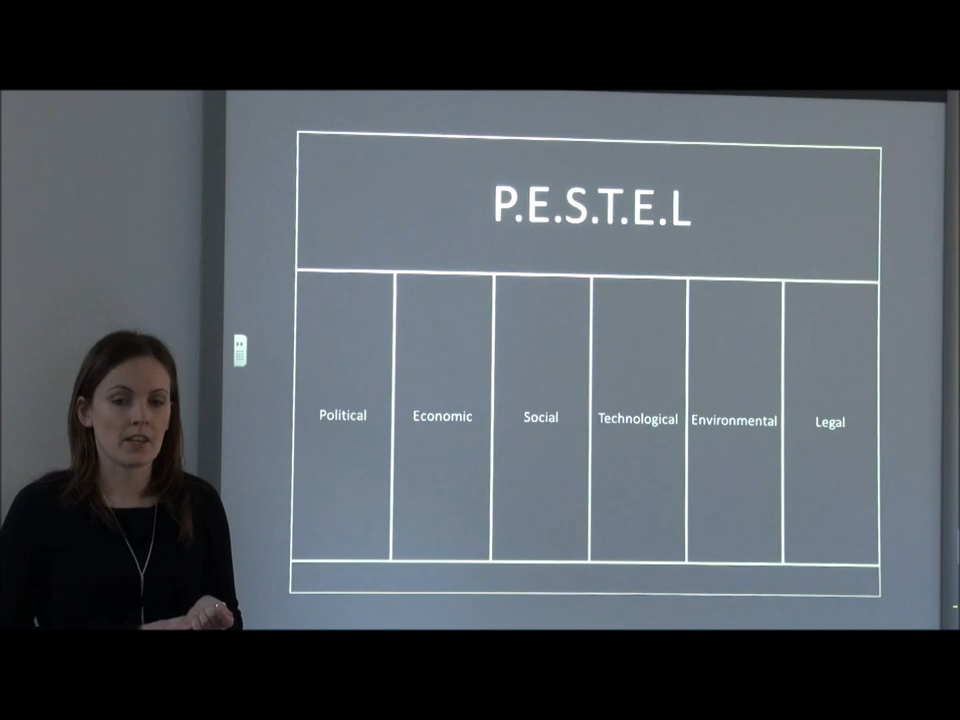 P.E.S.T.E.L
Political
Economic
Social
Technological
Environmental
Legal